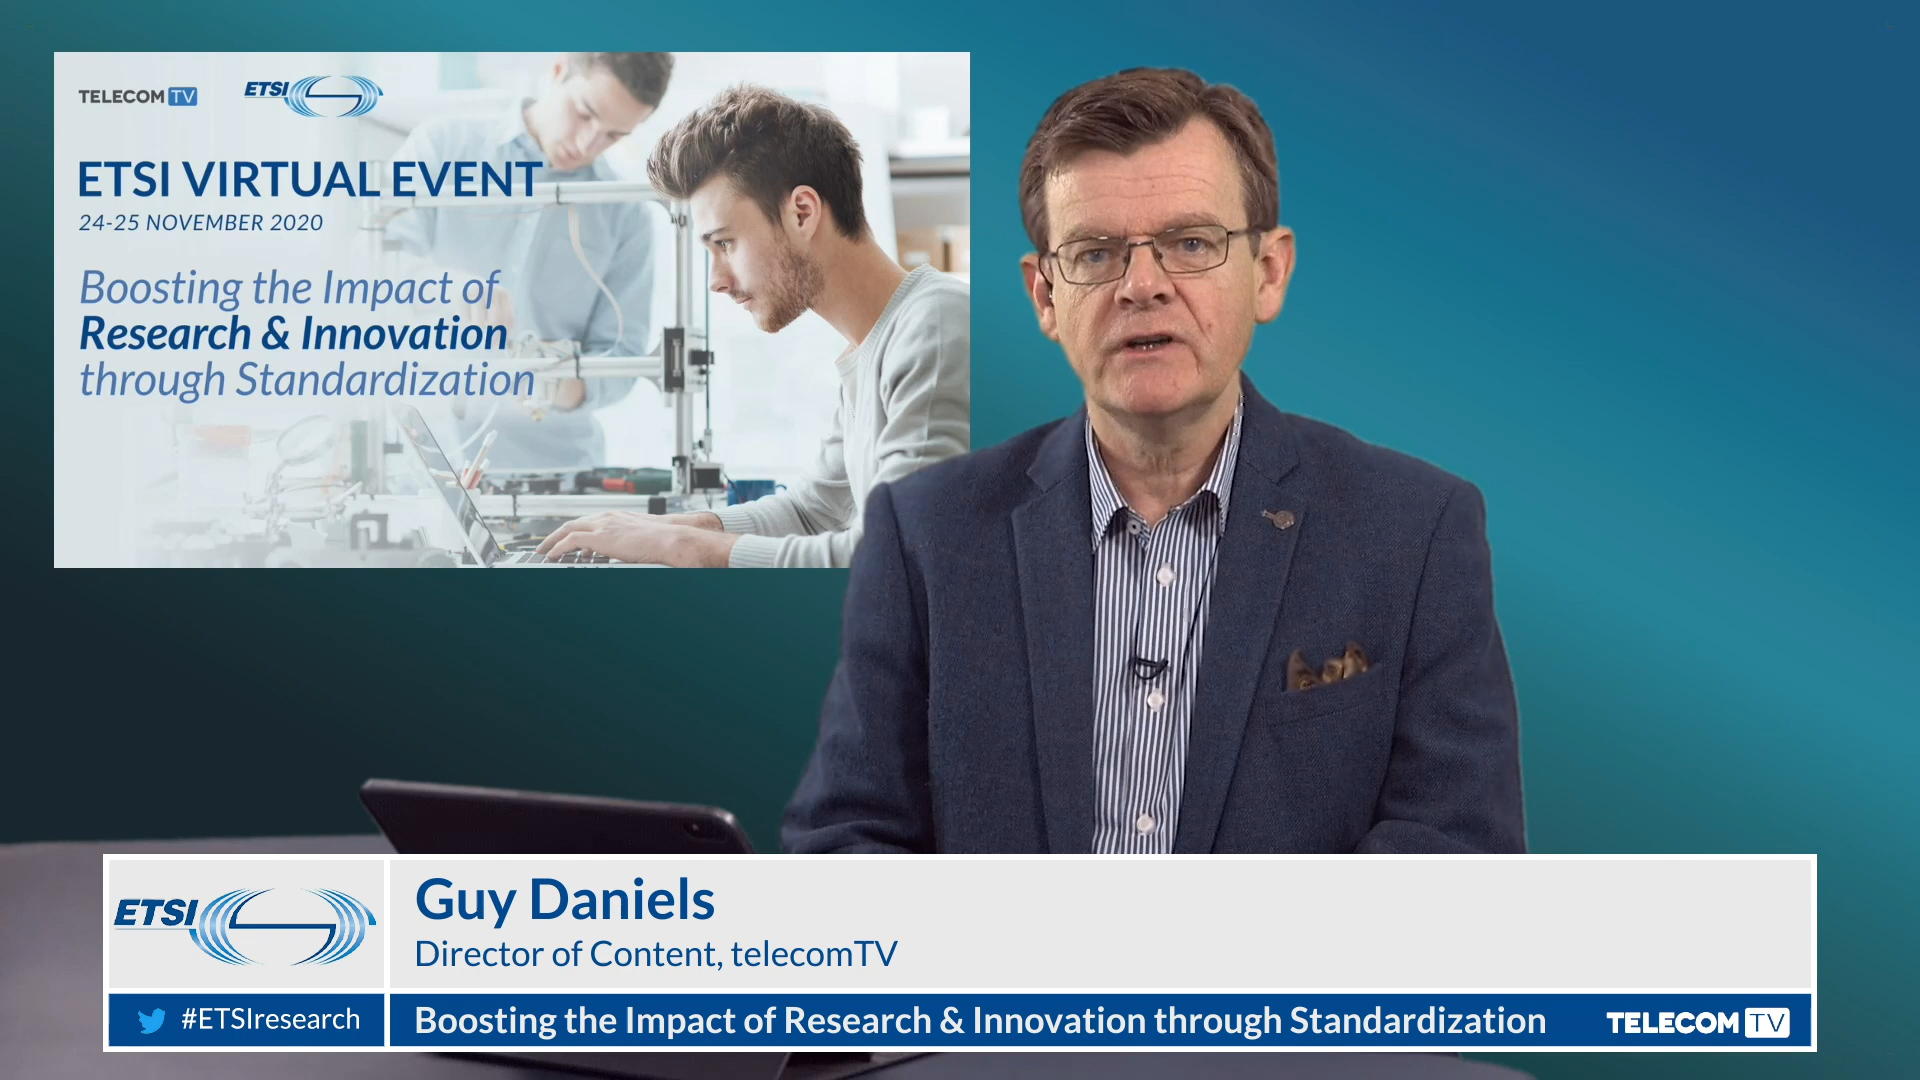 TELECOM TV
ETSI
ETSI VIRTUAL EVENT
24-25 NOVEMBER 2020
Boosting the Impact of
Research & Innovation
through Standardization
ETSI
Guy Daniels
Director of Content, telecomTV
#ETSIresearch
Boosting the Impact of Research & Innovation through Standardization
TELECOM TV